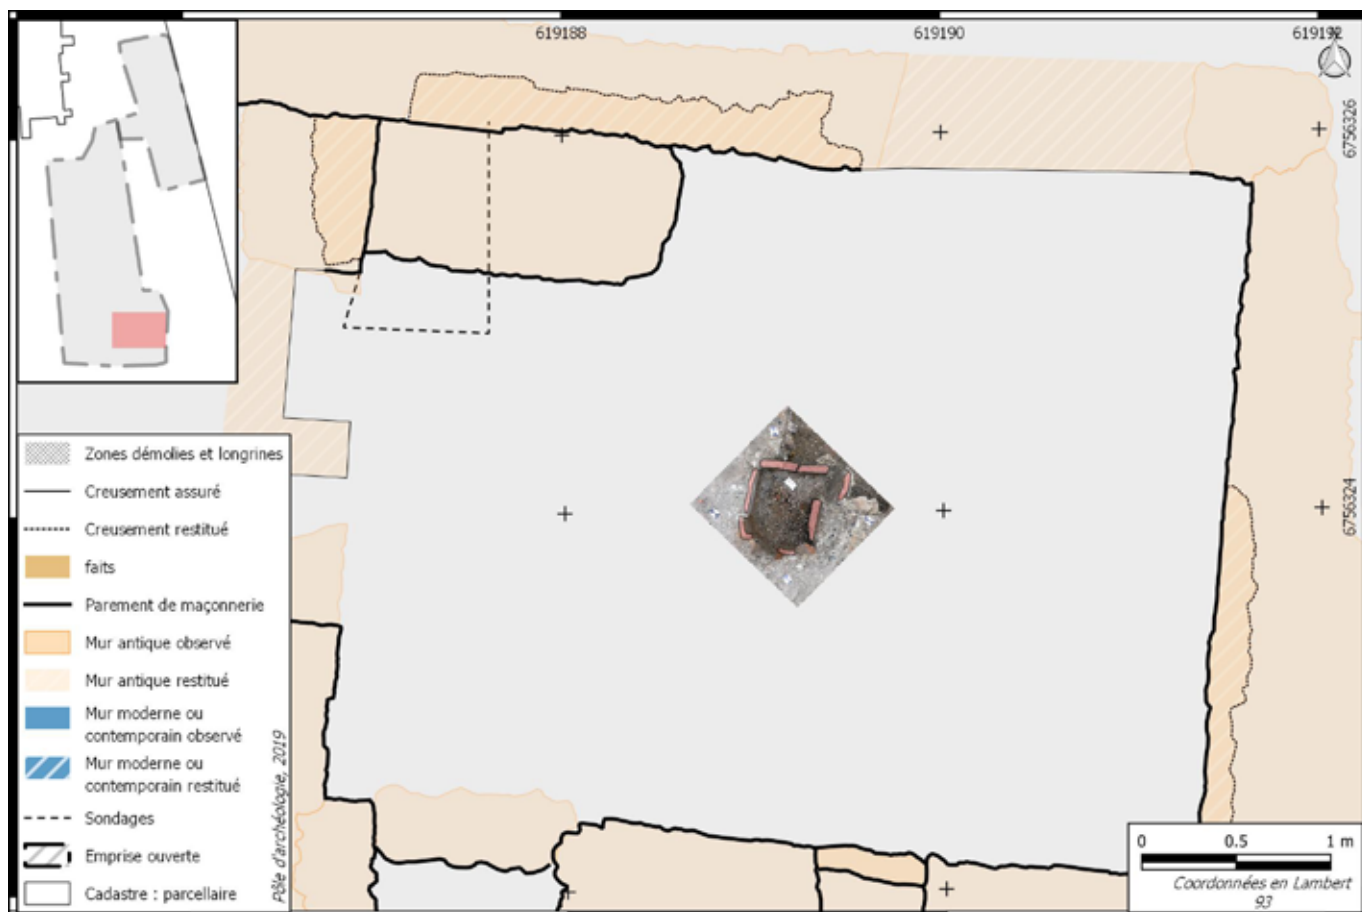 619188
619190
619192
6756326
6756324
Zones démolies et longrines
Creusement assuré
Creusement restitué
faits
Parement de maçonnerie
Mur antique observé
Mur antique restitué
Mur moderne ou
contemporain observé
Mur moderne ou
contemporain restitué
Sondages
Emprise ouverte
Cadastre : parcellaire
Pôle d'archéologie, 2019
0 0.5 1 m
Coordonnées en Lambert
93